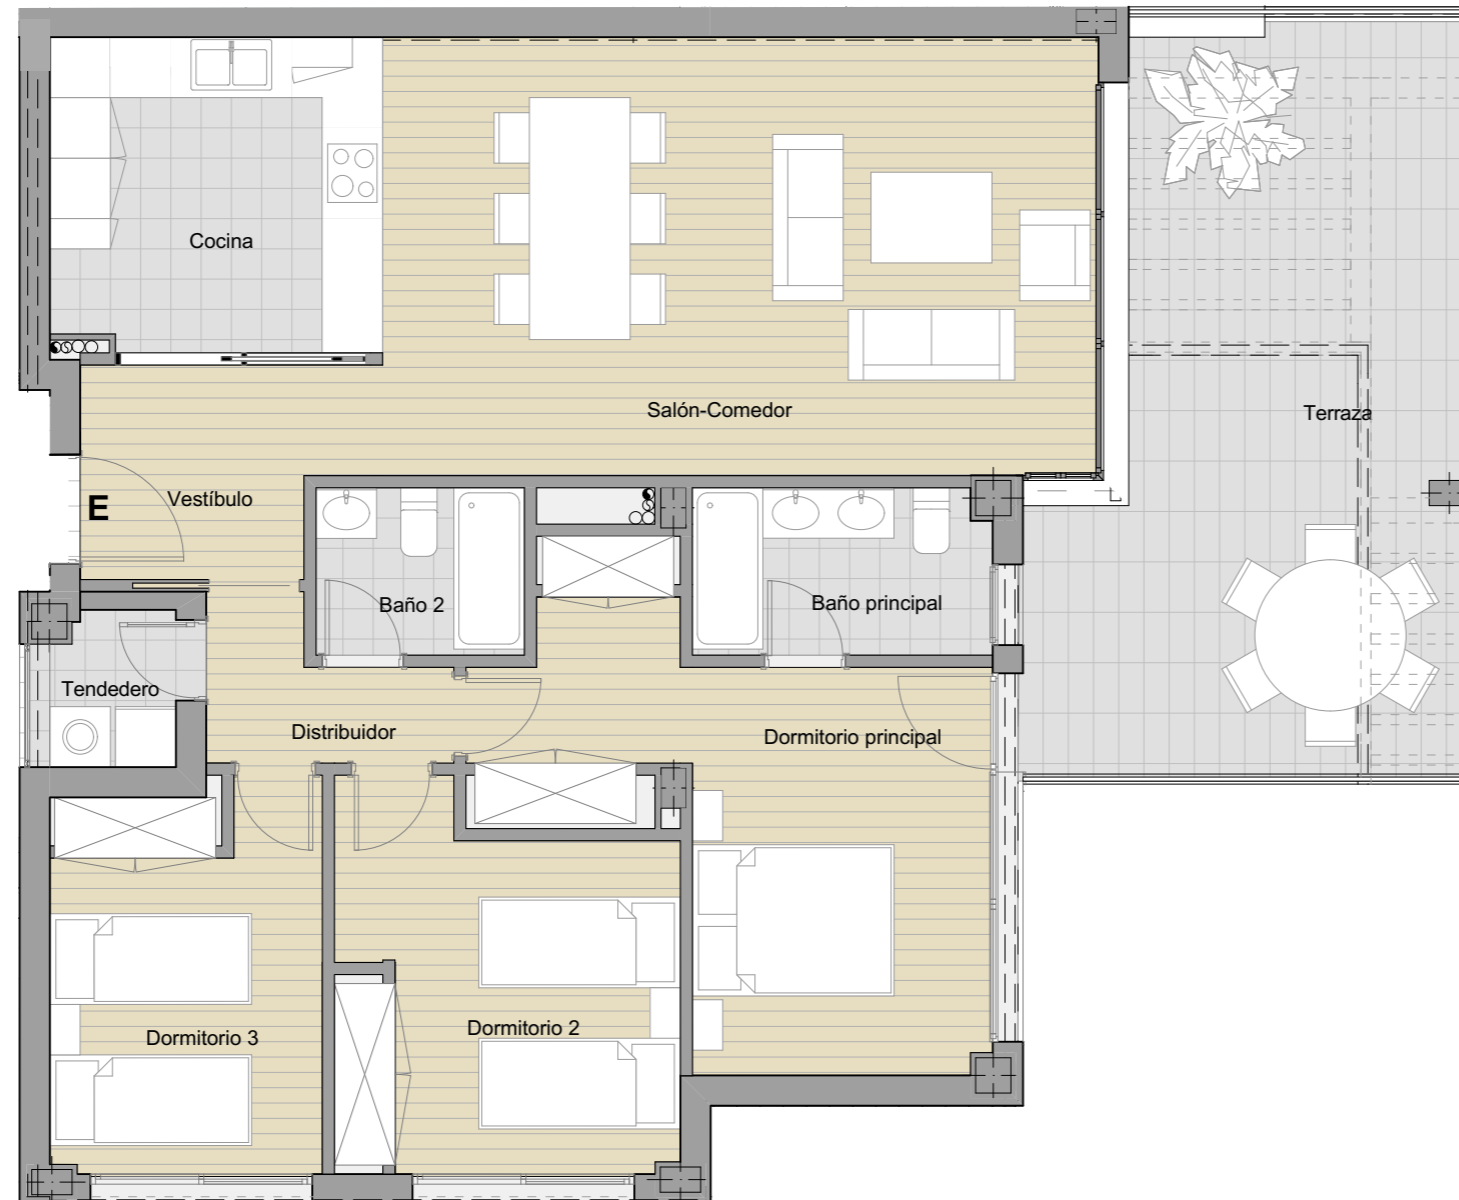 Cocina
Salón-Comedor
Terraza
E
Vestíbulo
Baño 2
Baño principal
Tendedero
Distribuidor
Dormitorio principal
Dormitorio 3
Dormitorio 2